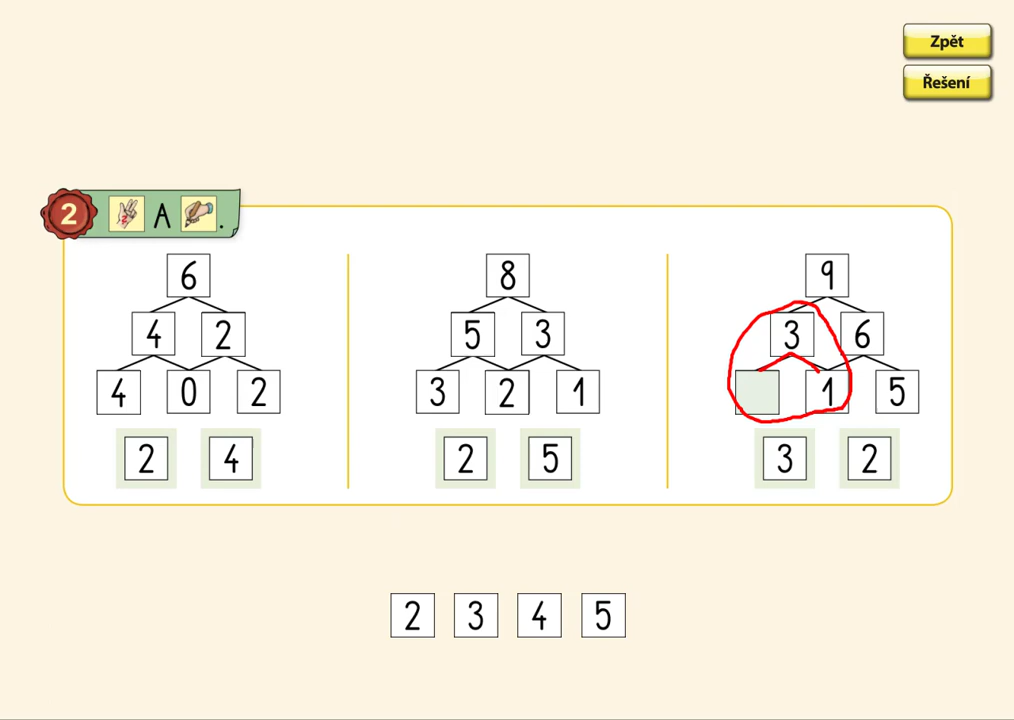 Zpět
Řešení
2 A .
6 8 9
4 2 5 3 3 6
4 0 2 3 2 1 1 5
2 4 2 5 3 2
2 3 4 5